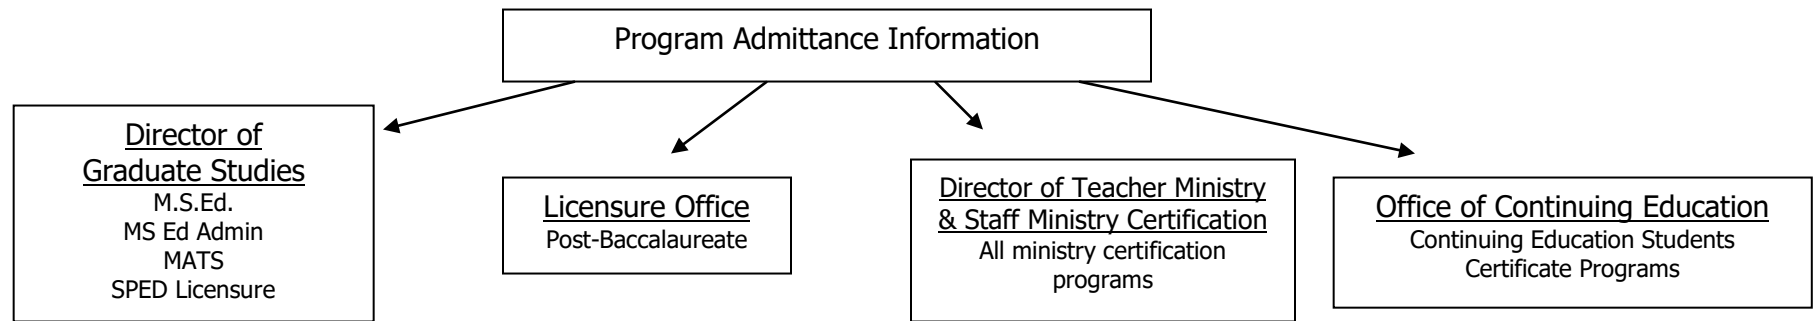 Program Admittance Information
Director of
Graduate Studies
M.S.Ed.
MS Ed Admin
MATS
SPED Licensure
Licensure Office
Post-Baccalaureate
Director of Teacher Ministry
& Staff Ministry Certification
All ministry certification
programs
Office of Continuing Education
Continuing Education Students
Certificate Programs